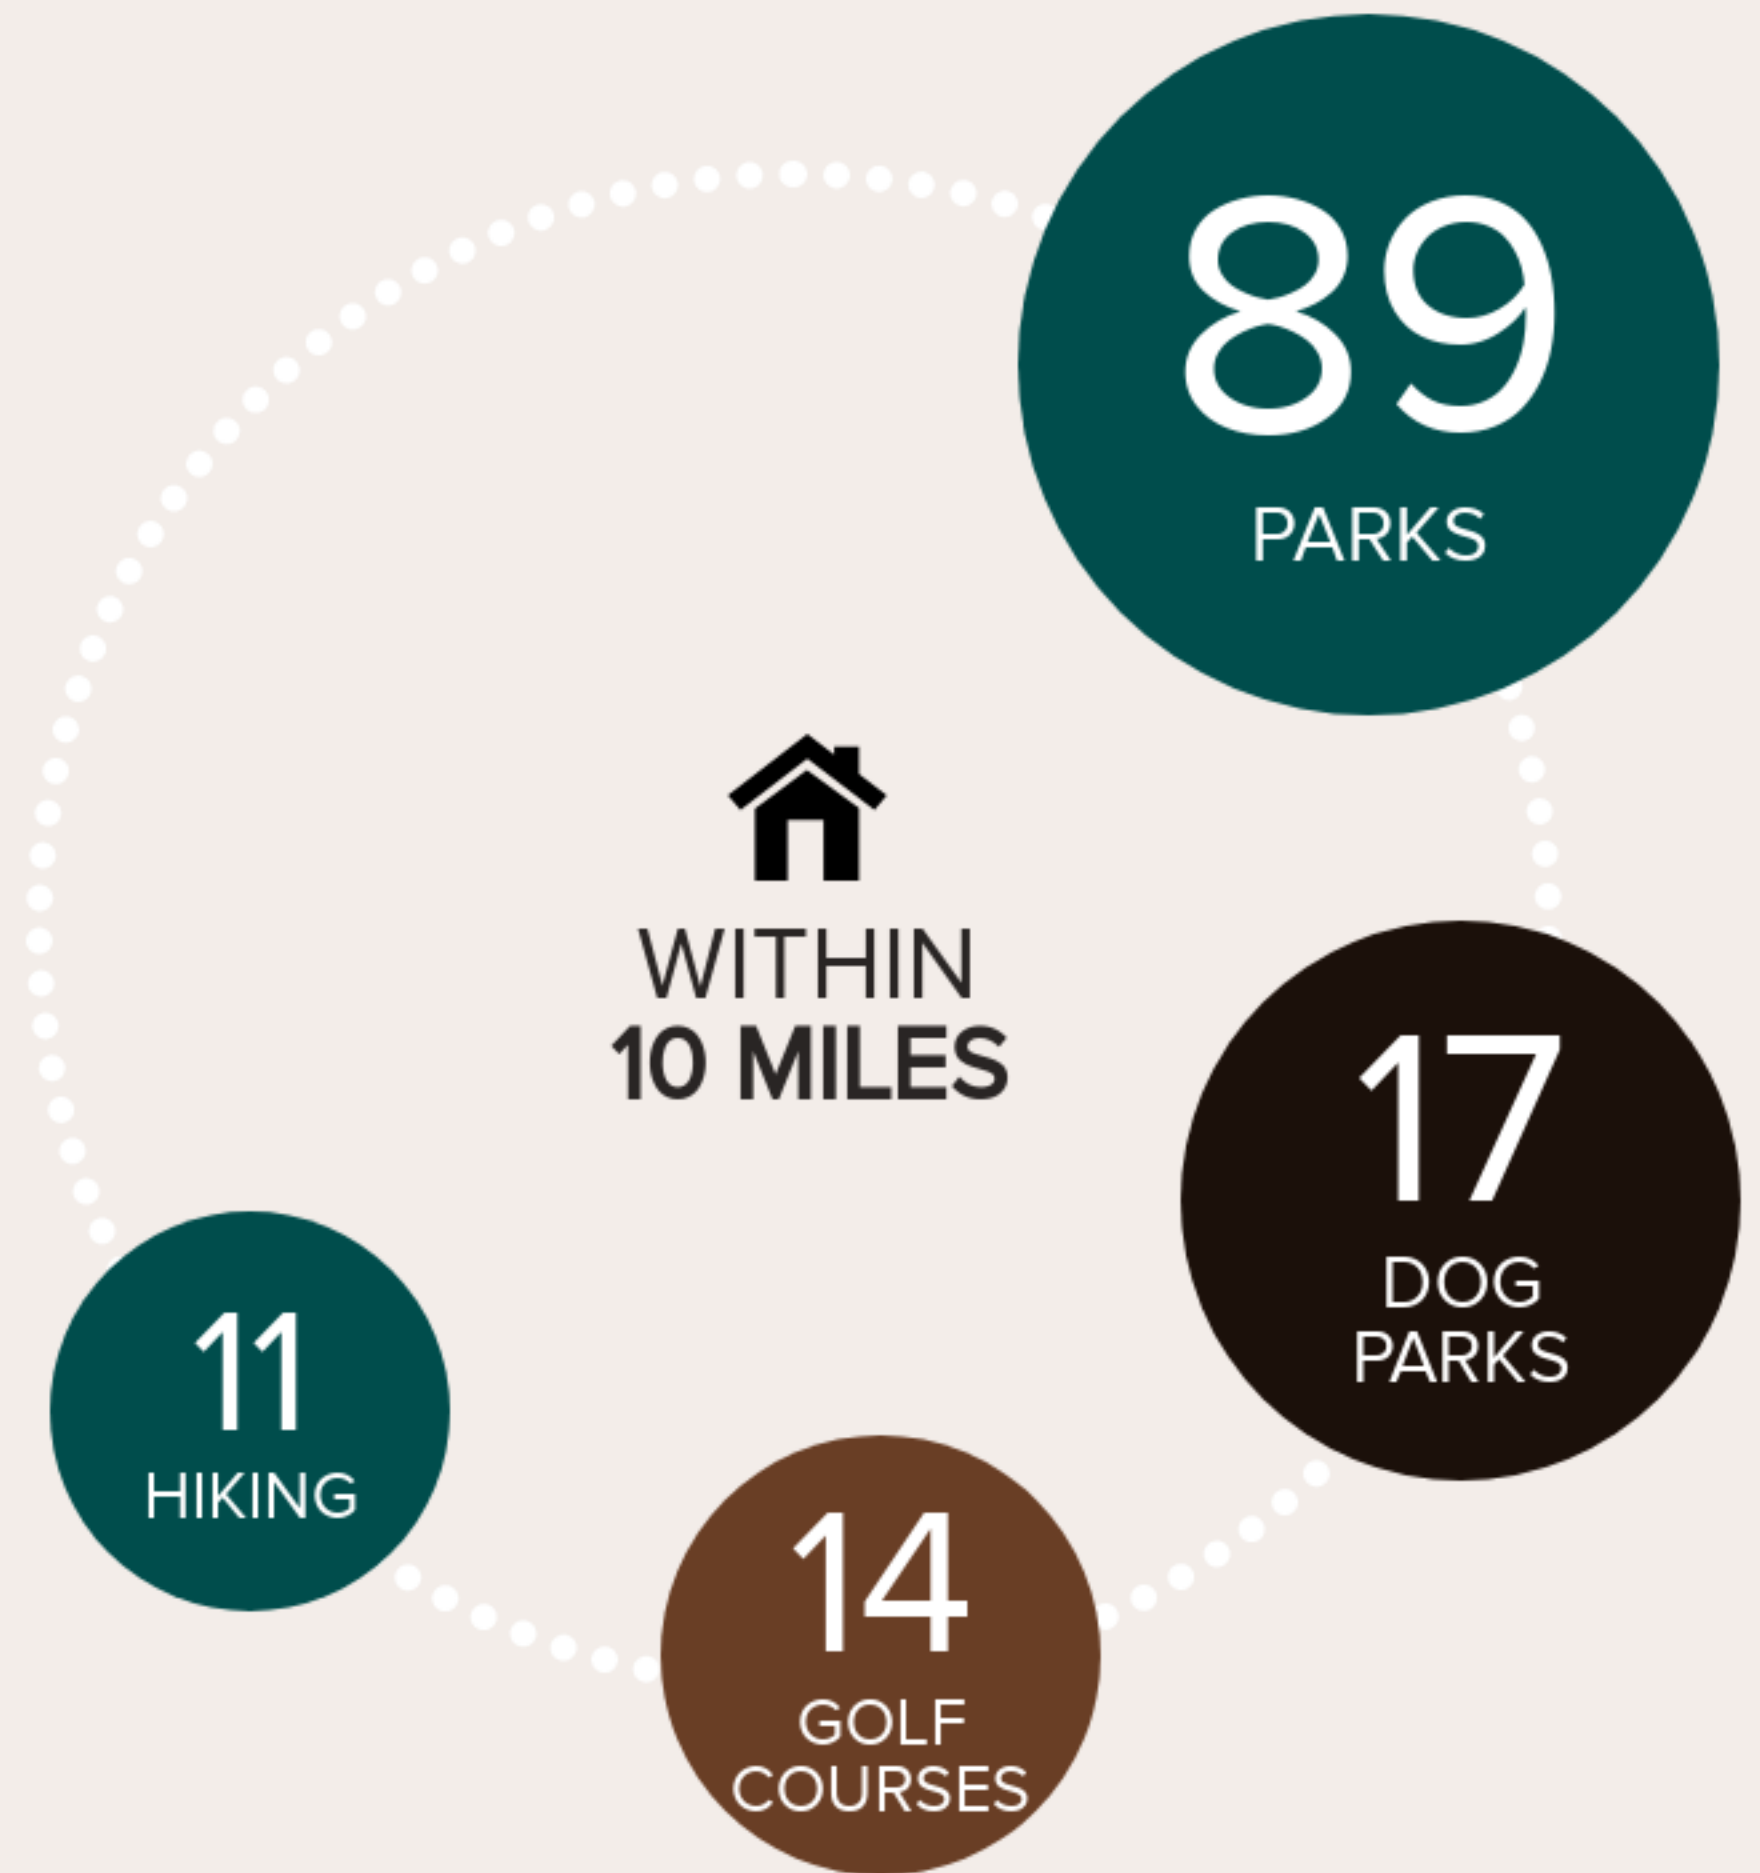 89
PARKS
WITHIN
10 MILES
17
DOG
PARKS
11
HIKING
14
GOLF
COURSES